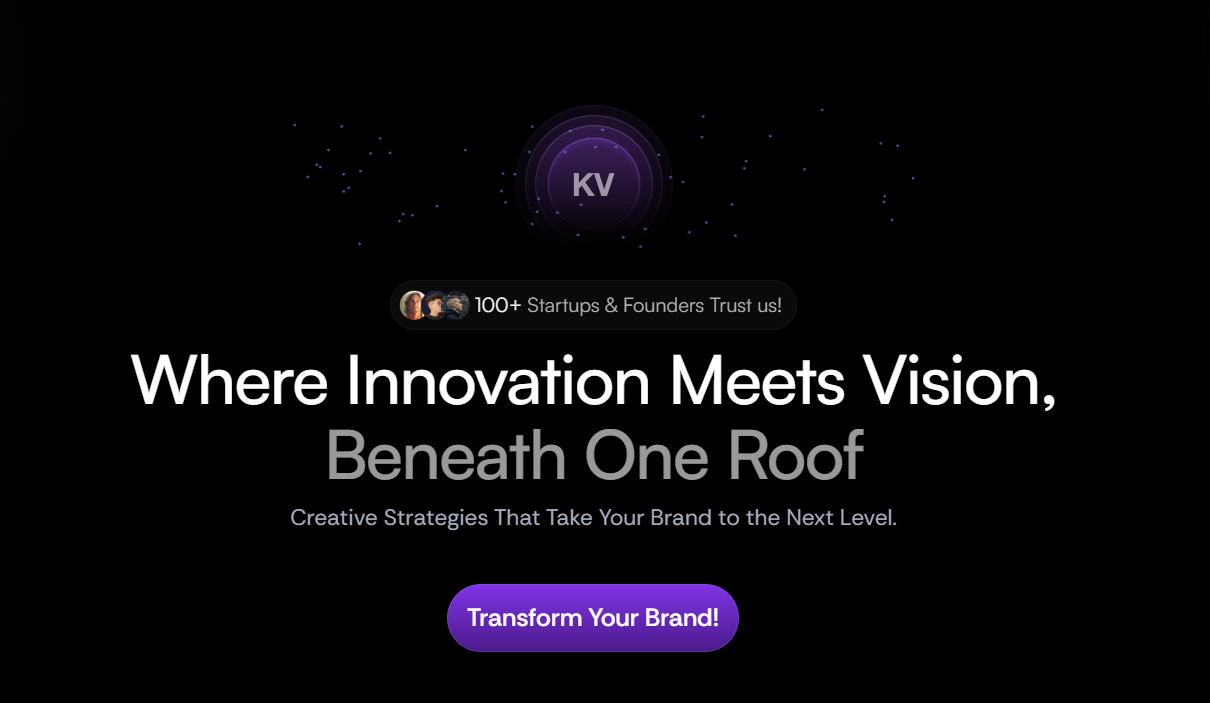 KV
100+ Startups & Founders Trust us!
Where Innovation Meets Vision,
Beneath One Roof
Creative Strategies That Take Your Brand to the Next Level.
Transform Your Brand!